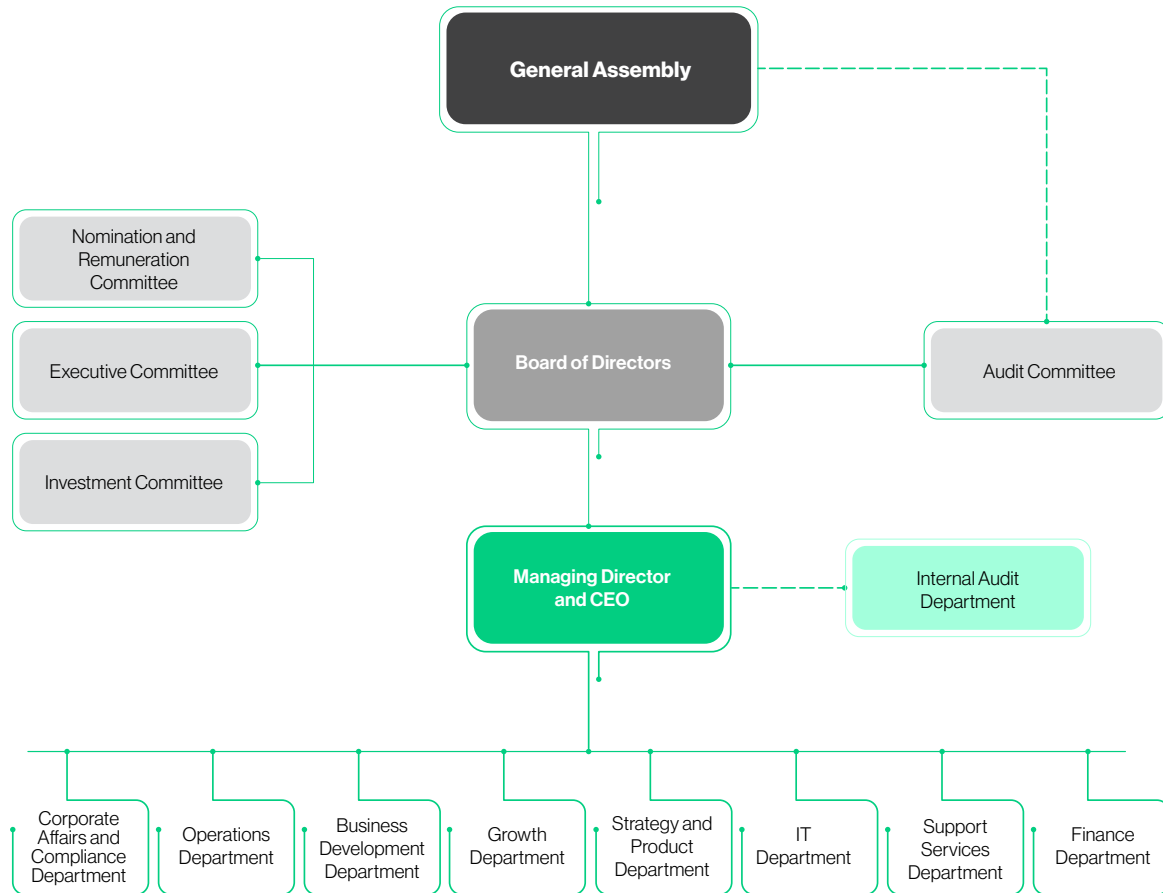 General Assembly
Nomination and
Remuneration
Committee
Executive Committee
Investment Committee
Board of Directors
Audit Committee
Managing Director
and CEO
Internal Audit
Department
Corporate
Affairs and
Compliance
Department
Operations
Department
Business
Development
Department
Growth
Department
Strategy and
Product
Department
IT
Department
Support
Services
Department
Finance
Department